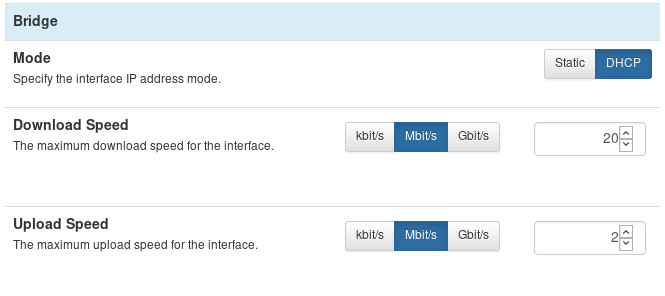 Bridge
Mode
Specify the interface IP address mode.
Static DHCP
Download Speed
The maximum download speed for the interface.
kbit/s Mbit/s Gbit/s
20
Upload Speed
The maximum upload speed for the interface.
kbit/s Mbit/s Gbit/s
2